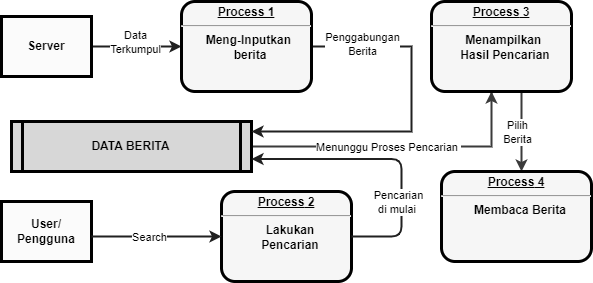 Process 1
Process 3
Server
Data
Terkumpul
Meng-Inputkan
berita
Penggabungan
Berita
Menampilkan
Hasil Pencarian
Pilih
Berita
DATA BERITA
Menunggu Proses Pencarian
Process 4
Membaca Berita
Process 2
Pencarian
di mulai
User/
Pengguna
Search
Lakukan
Pencarian